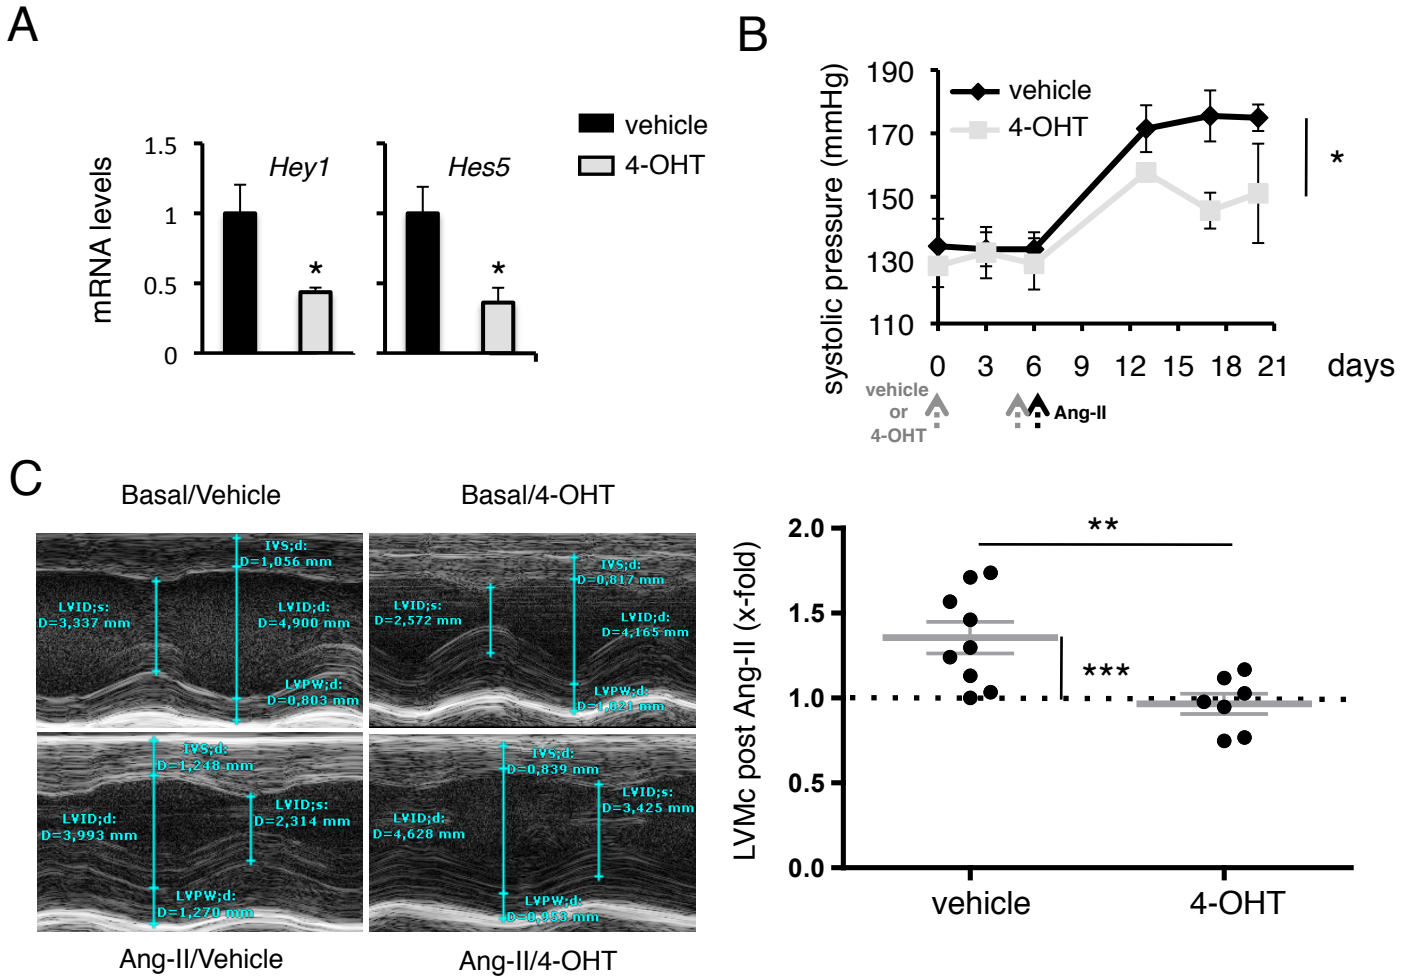 A
vehicle
4-OHT
mRNA levels
1.5
1
0.5
0
Hey1
*
Hes5
*
B
systolic pressure (mmHg)
190
170
150
130
110
vehicle
4-OHT
*
0 3 6 9 12 15 18 21 days
vehicle
or
4-OHT
Ang-II
C
Basal/Vehicle
Basal/4-OHT
IVS;d:
D=1,056 mm
LVID;s:
D=3,337 mm
LVID;d:
D=4,900 mm
LVPW;d:
D=0,803 mm
IVS;d:
D=0,817 mm
LVID;s:
D=2,572 mm
LVID;d:
D=4,165 mm
LVPW;d:
D=1,021 mm
IVS;d:
D=1,248 mm
LVID;s:
D=2,314 mm
LVID;d:
D=3,993 mm
LVPW;d:
D=1,270 mm
IVS;d:
D=0,839 mm
LVID;s:
D=3,425 mm
LVID;d:
D=4,628 mm
LVPW;d:
D=0,953 mm
Ang-II/Vehicle
Ang-II/4-OHT
LVMc post Ang-II (x-fold)
2.0
1.5
1.0
0.5
0.0
**
***
vehicle
4-OHT